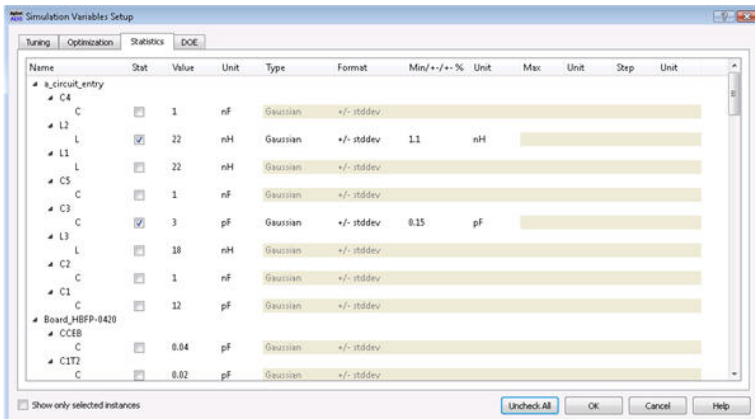 Agilent ADS Simulation Variables Setup
Tuning Optimization Statistics DOE
Name Stat Value Unit Type Format Min/+-/+-% Unit Max Unit Step Unit
a_circuit_entry
C4
C 1 nF Gaussian +/- stddev
L2
L 22 nH Gaussian +/- stddev 1.1 nH
L1
L 22 nH Gaussian +/- stddev
C5
C 1 nF Gaussian +/- stddev
C3
C 3 pF Gaussian +/- stddev 0.15 pF
L3
L 18 nH Gaussian +/- stddev
C2
C 1 nF Gaussian +/- stddev
C1
C 12 pF Gaussian +/- stddev
Board_HBFP-0420
CCEB
C 0.04 pF Gaussian +/- stddev
C1T2
C 0.02 pF Gaussian +/- stddev
Show only selected instances Uncheck All OK Cancel Help